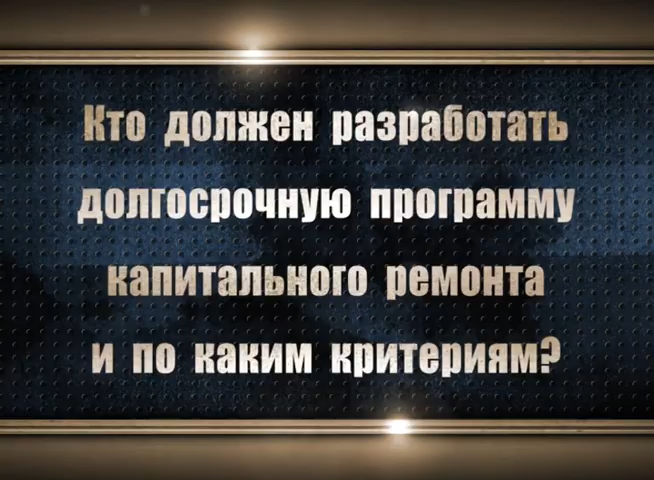 Кто должен разработать
долгосрочную программу
капитального ремонта
и по каким критериям?